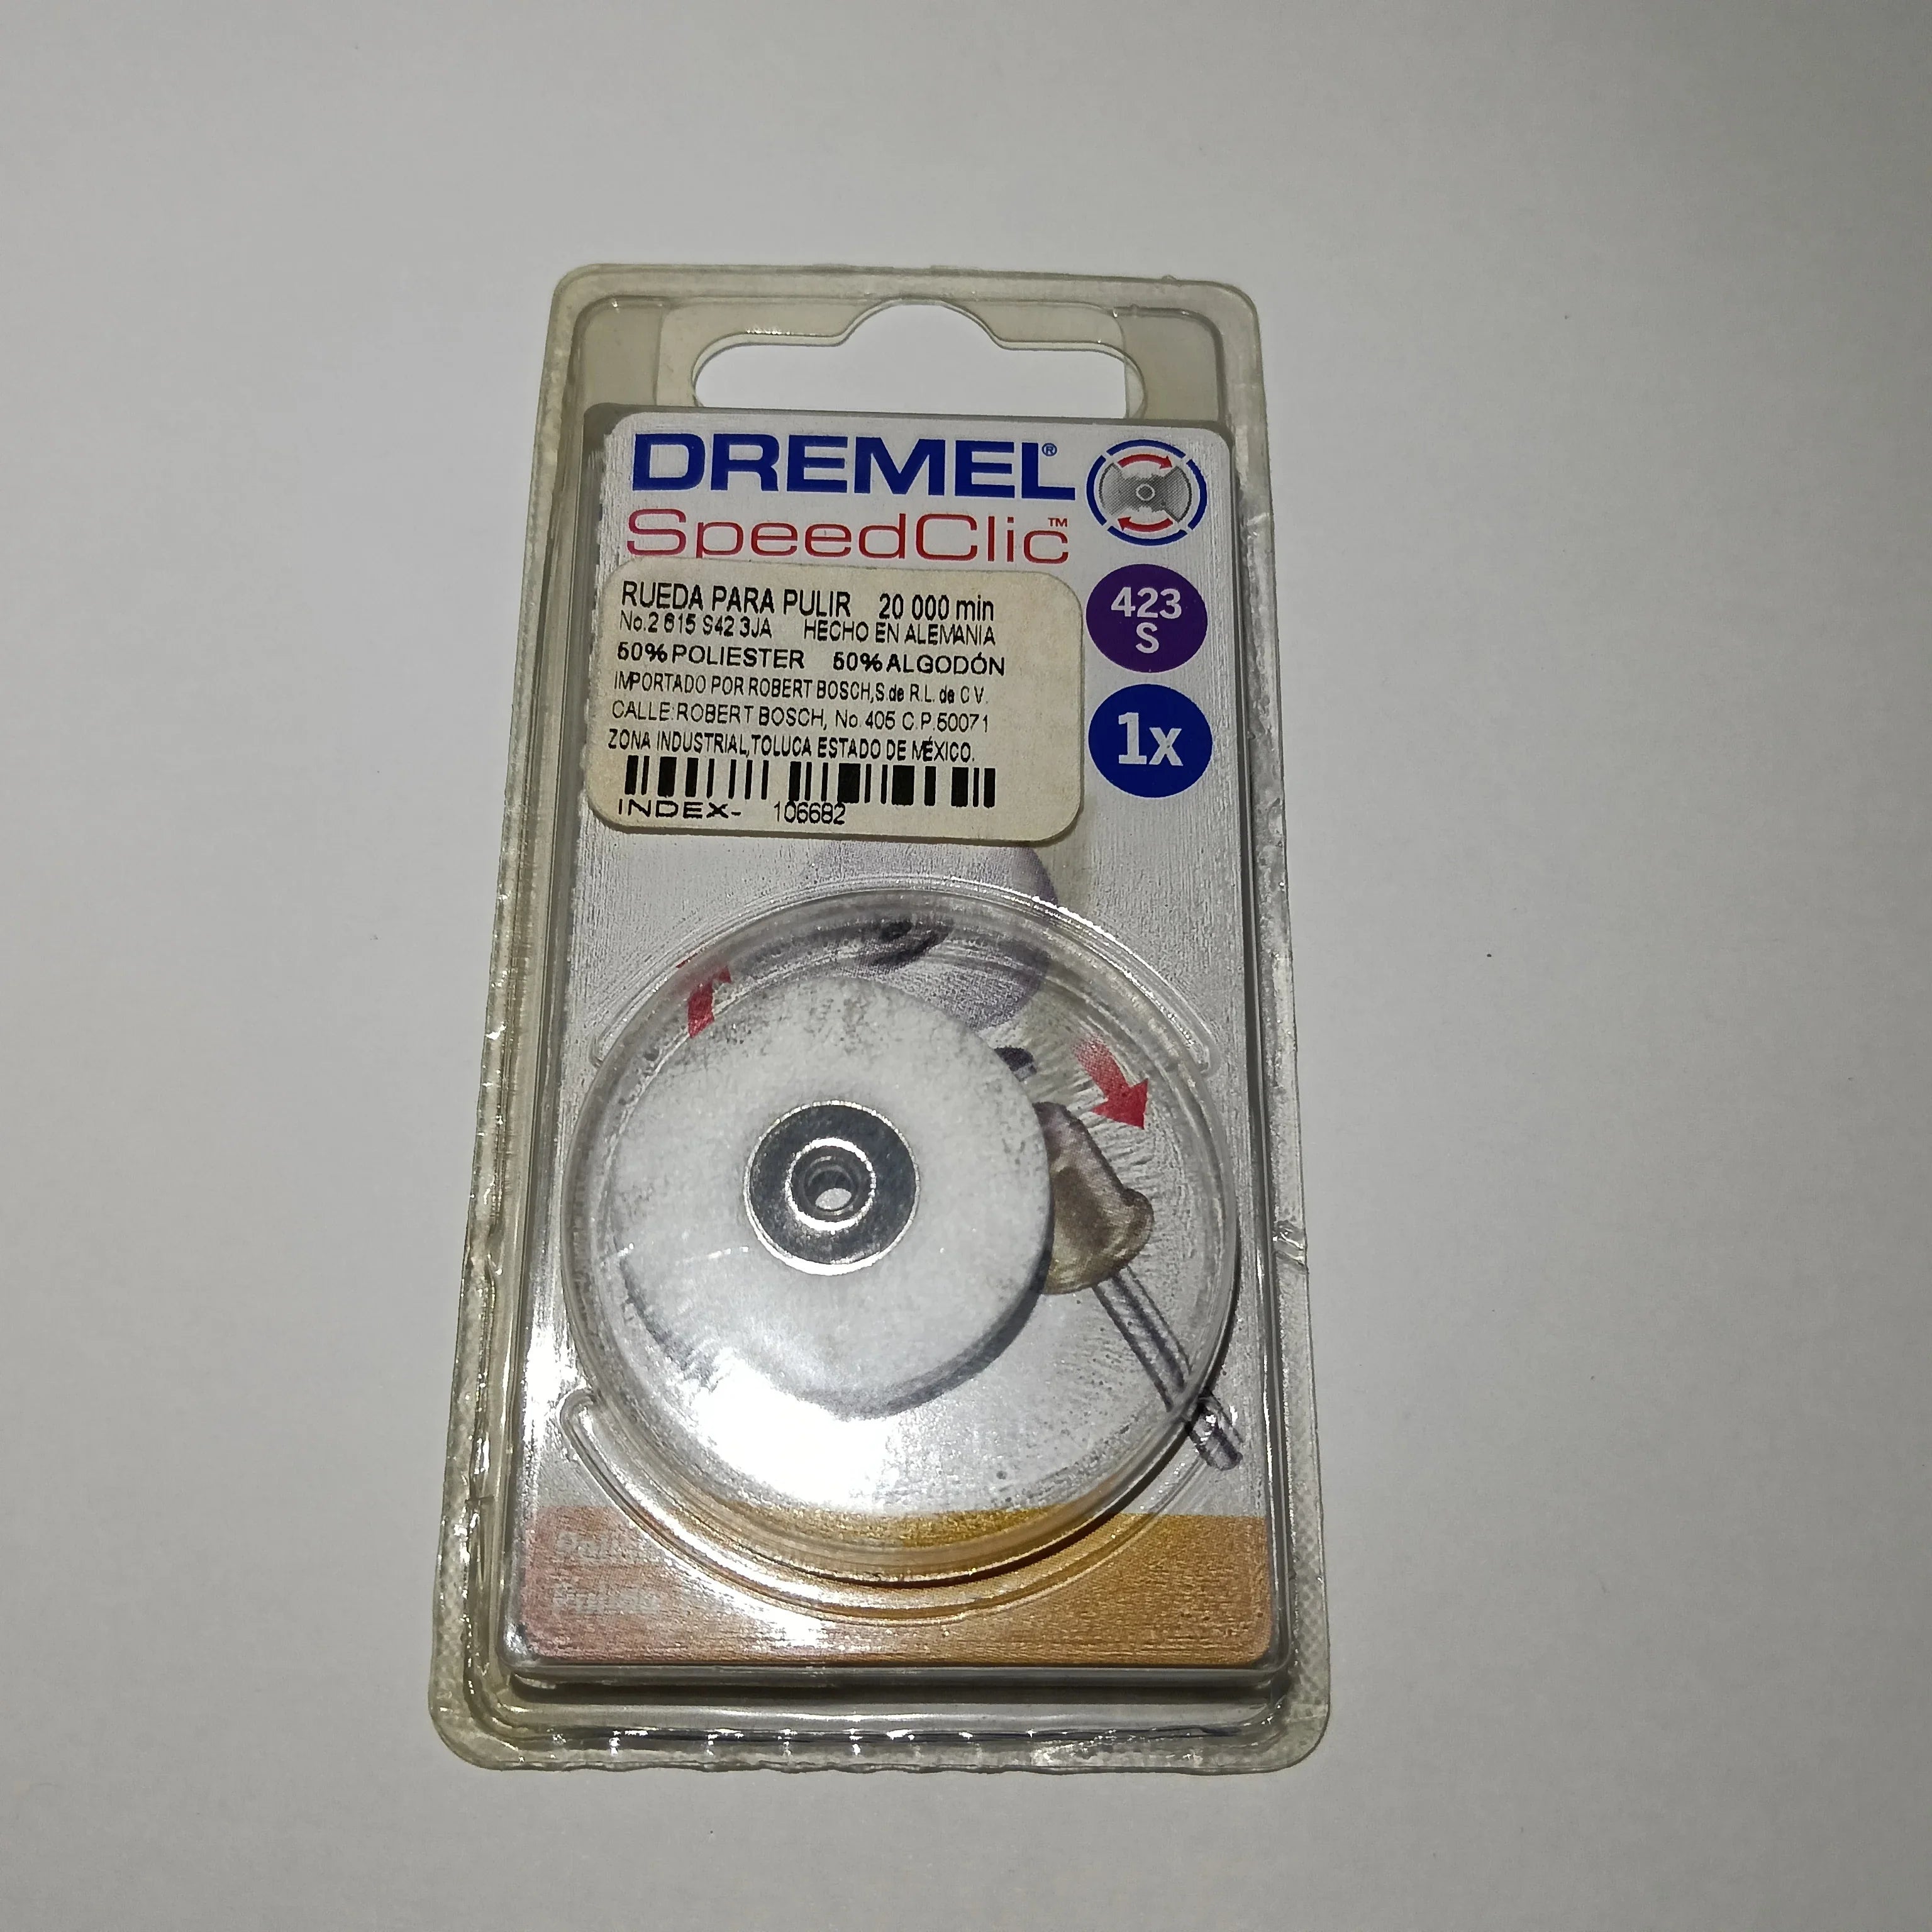 DREMEL®
SpeedClic™
RUEDA PARA PULIR 20 000 min
No.2 615 S42 3JA HECHO EN ALEMANIA
50% POLIESTER 50% ALGODÓN
IMPORTADO POR ROBERT BOSCH,S.de R.L. de C V.
CALLE:ROBERT BOSCH, No. 405 C.P.50071
ZONA INDUSTRIAL,TOLUCA ESTADO DE MÉXICO.
INDEX- 106682
423
S
1x